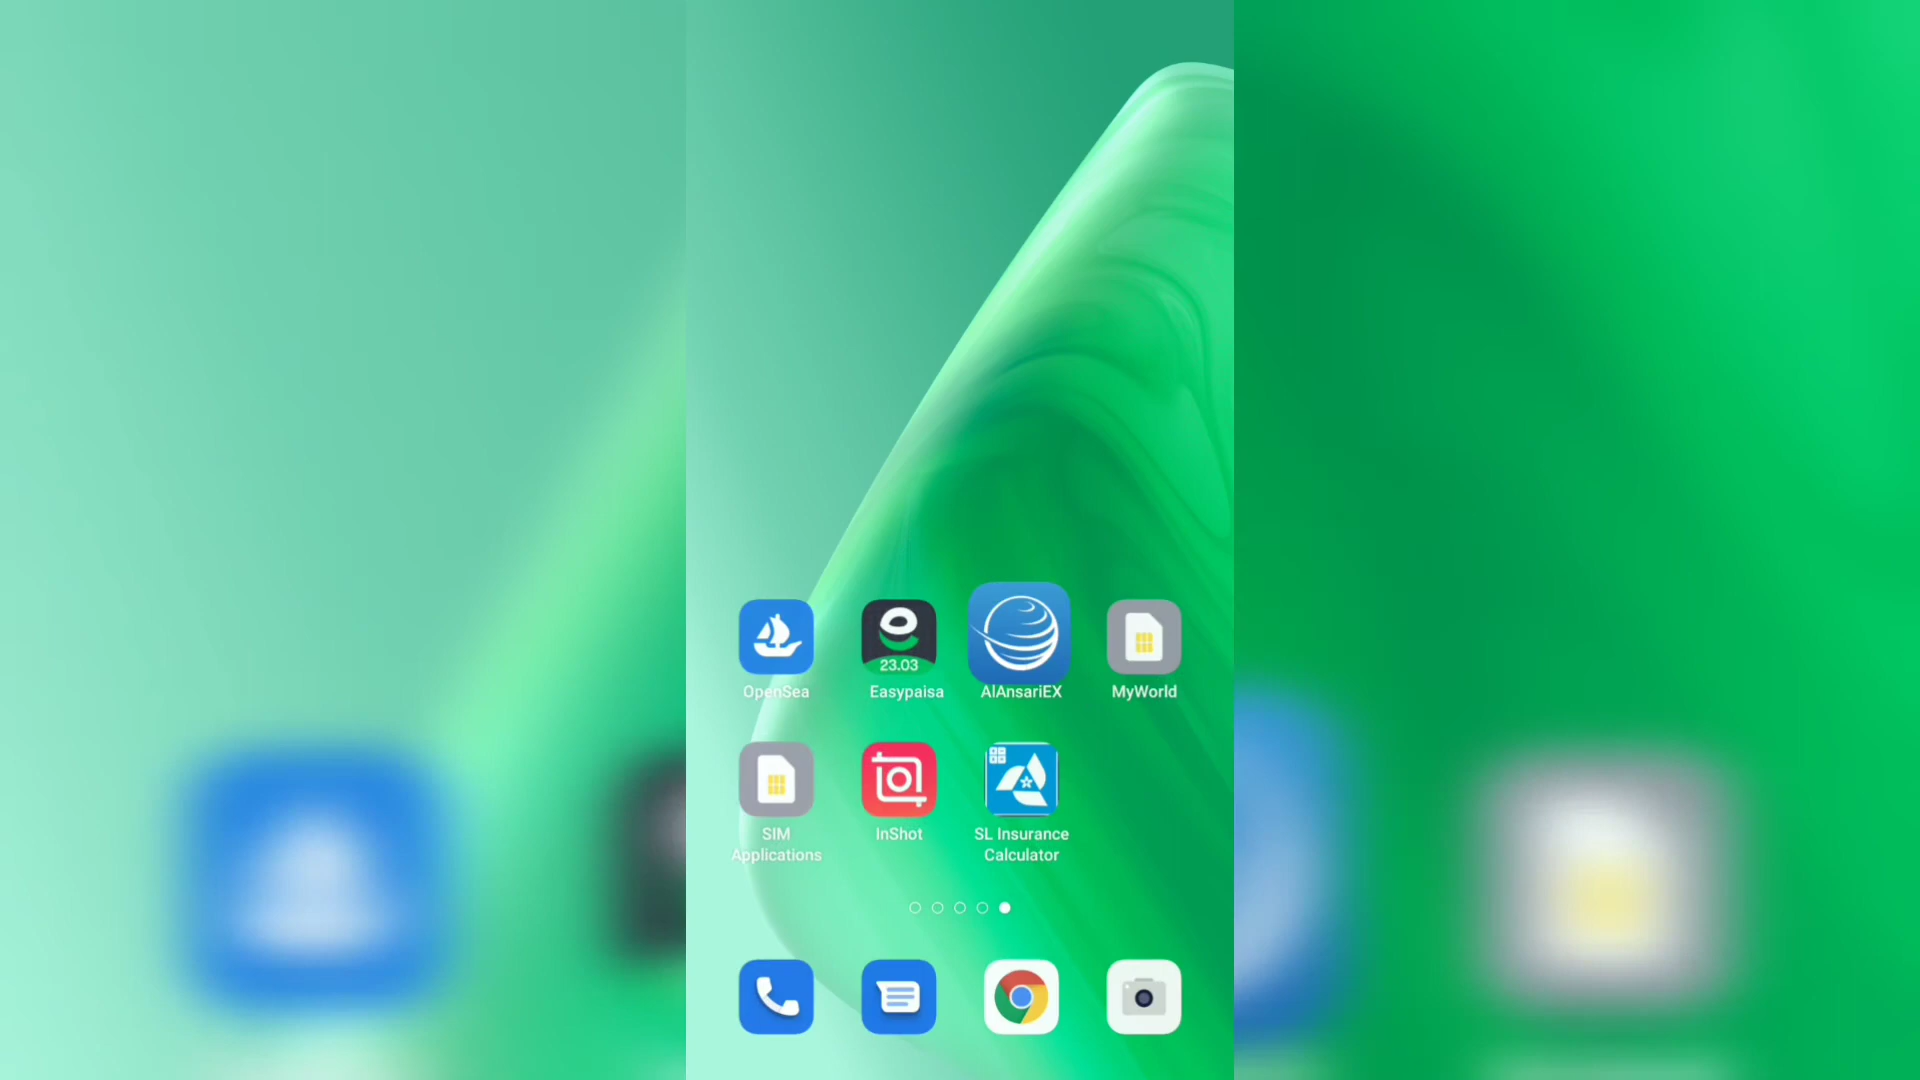 23.03
OpenSea Easypaisa AlAnsariEX MyWorld
SIM InShot SL Insurance
Applications Calculator